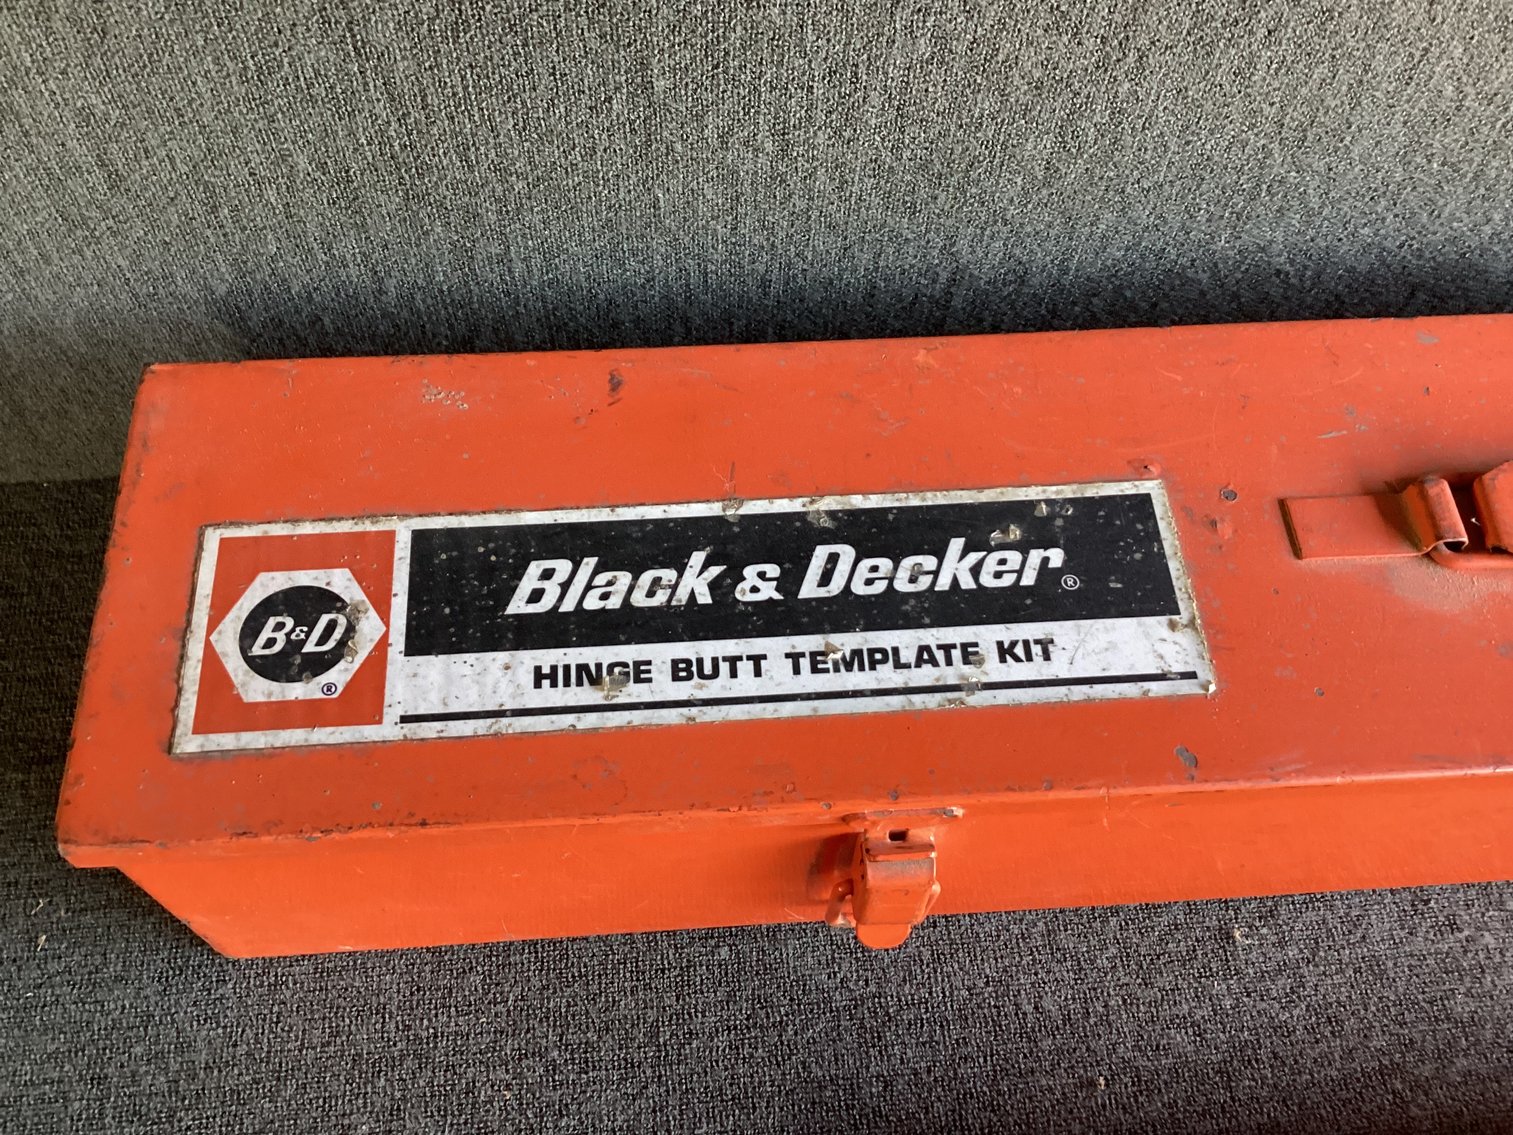 B&D
®
Black & Decker®
HINGE BUTT TEMPLATE KIT